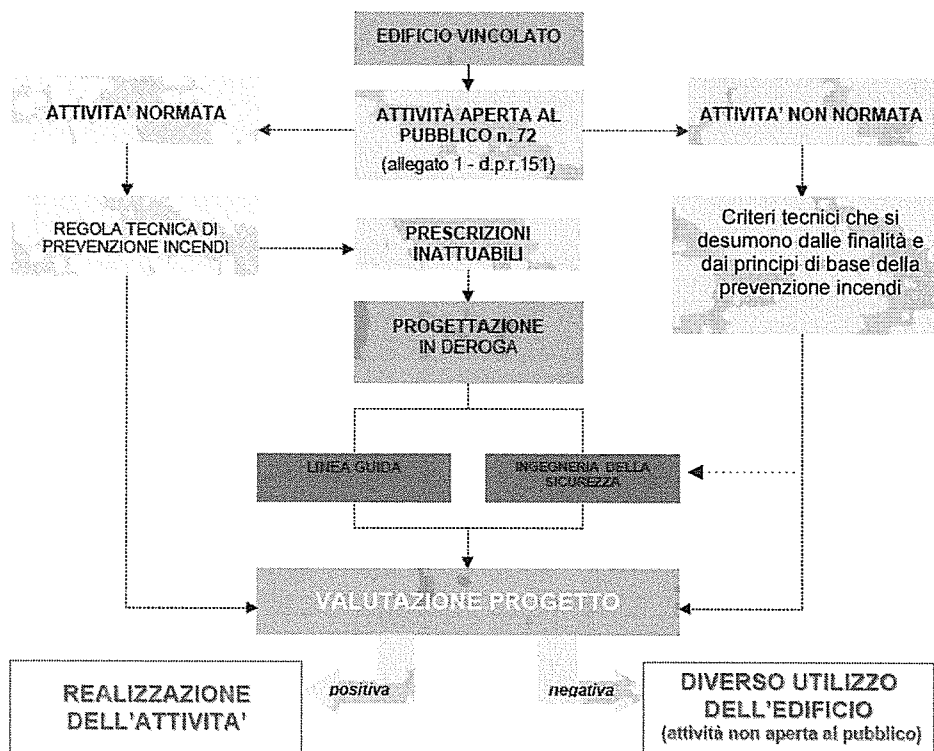 EDIFICIO VINCOLATO
ATTIVITA' NORMATA
ATTIVITÀ APERTA AL
PUBBLICO n. 72
(allegato 1 - d.p.r.151)
ATTIVITA' NON NORMATA
REGOLA TECNICA DI
PREVENZIONE INCENDI
PRESCRIZIONI
INATTUABILI
Criteri tecnici che si
desumono dalle finalità e
dai principi di base della
prevenzione incendi
PROGETTAZIONE
IN DEROGA
LINEA GUIDA
INGEGNERIA DELLA
SICUREZZA
VALUTAZIONE PROGETTO
positiva
negativa
REALIZZAZIONE
DELL'ATTIVITA'
DIVERSO UTILIZZO
DELL'EDIFICIO
(attività non aperta al pubblico)